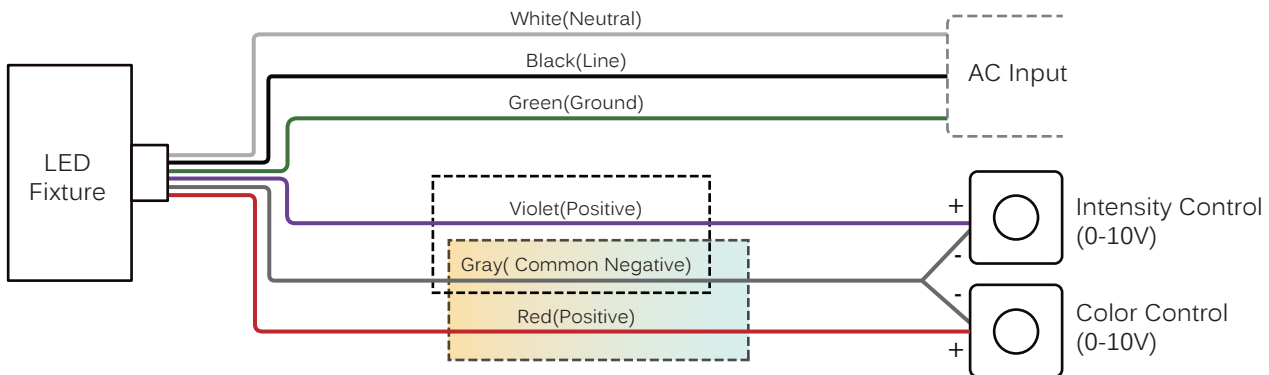 White(Neutral)
Black(Line)
AC Input
Green(Ground)
LED
Fixture
Violet(Positive)
+
Intensity Control
(0-10V)
-
Gray( Common Negative)
-
Red(Positive)
Color Control
(0-10V)
+